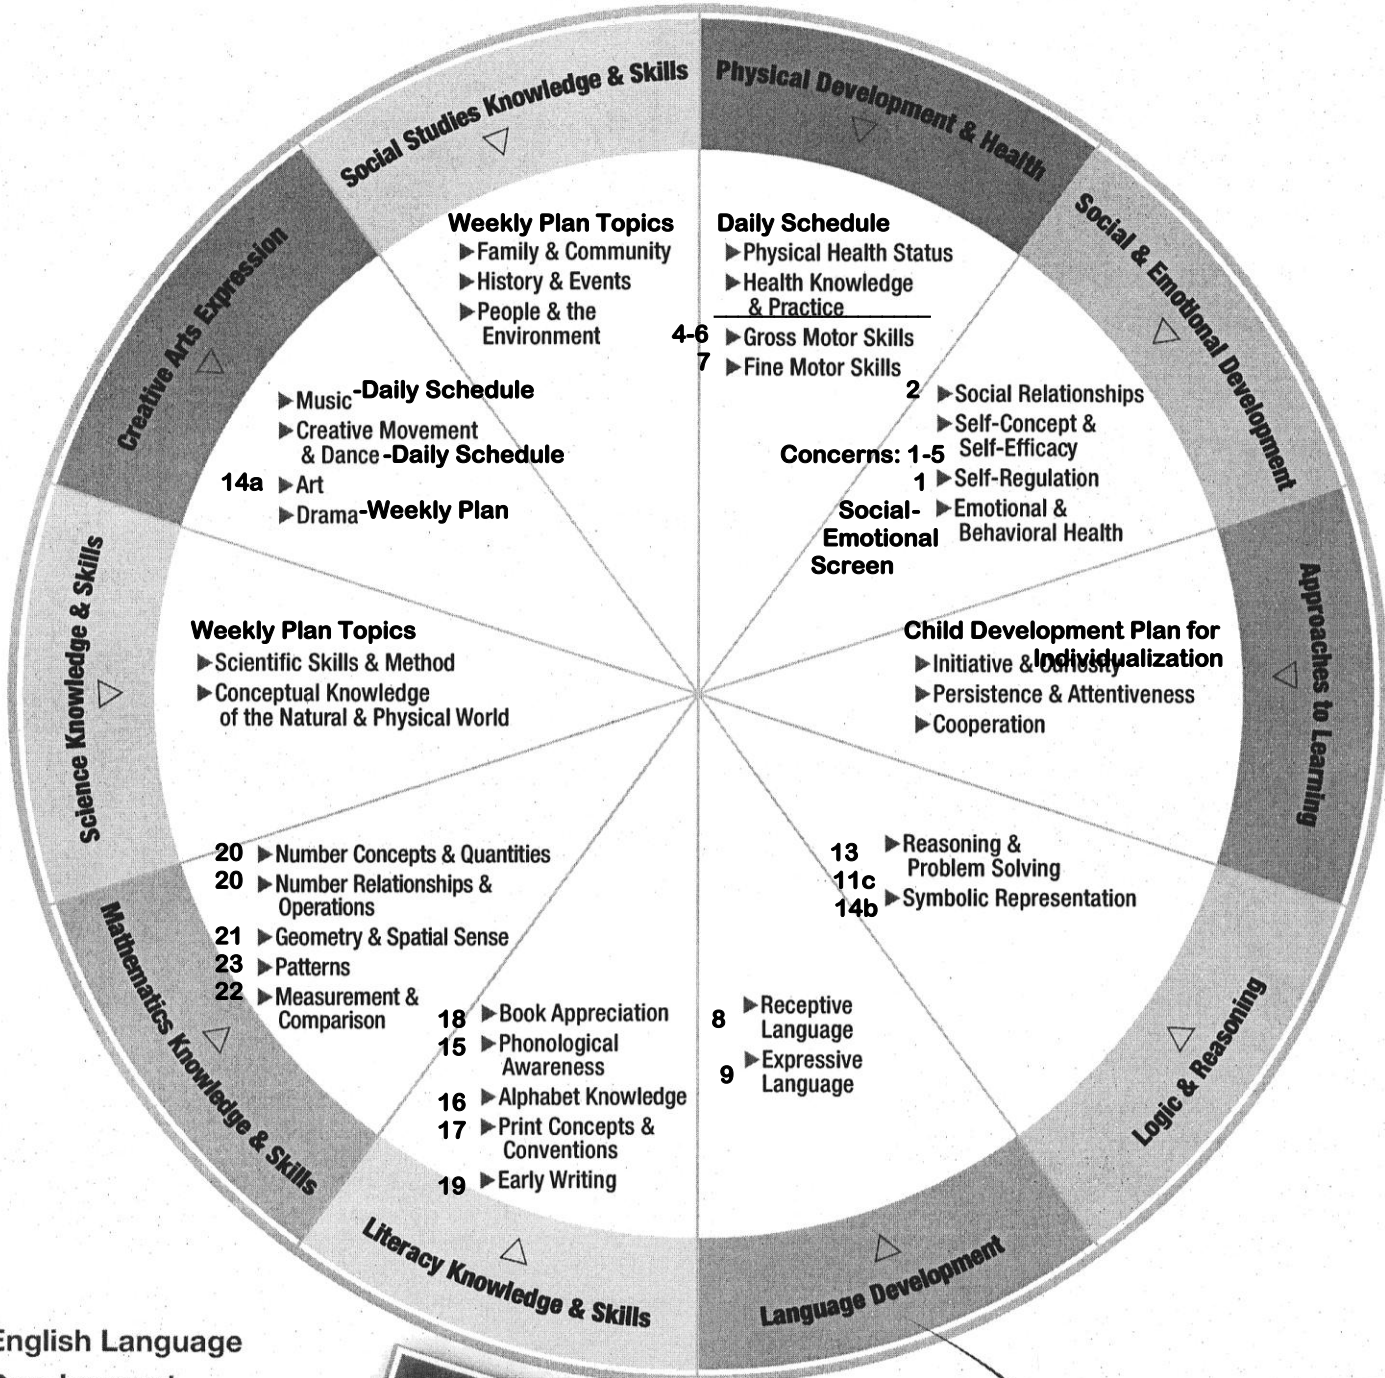 Social Studies Knowledge & Skills
Physical Development & Health
Social & Emotional Development
Approaches to Learning
Logic & Reasoning
Language Development
Literacy Knowledge & Skills
Mathematics Knowledge & Skills
Science Knowledge & Skills
Creative Arts Expression
Weekly Plan Topics
Family & Community
History & Events
People & the
Environment
Daily Schedule
Physical Health Status
Health Knowledge
& Practice
4-6 Gross Motor Skills
7 Fine Motor Skills
2 Social Relationships
Self-Concept &
Concerns: 1-5 Self-Efficacy
1 Self-Regulation
Social- Emotional &
Emotional Behavioral Health
Screen
Child Development Plan for
Individualization
Initiative & Curiosity
Persistence & Attentiveness
Cooperation
13 Reasoning &
Problem Solving
11c
14b Symbolic Representation
8 Receptive
Language
9 Expressive
Language
18 Book Appreciation
15 Phonological
Awareness
16 Alphabet Knowledge
17 Print Concepts &
Conventions
19 Early Writing
20 Number Concepts & Quantities
20 Number Relationships &
Operations
21 Geometry & Spatial Sense
23 Patterns
22 Measurement &
Comparison
Weekly Plan Topics
Scientific Skills & Method
Conceptual Knowledge
of the Natural & Physical World
Music-Daily Schedule
Creative Movement
& Dance-Daily Schedule
14a Art
Drama-Weekly Plan
English Language